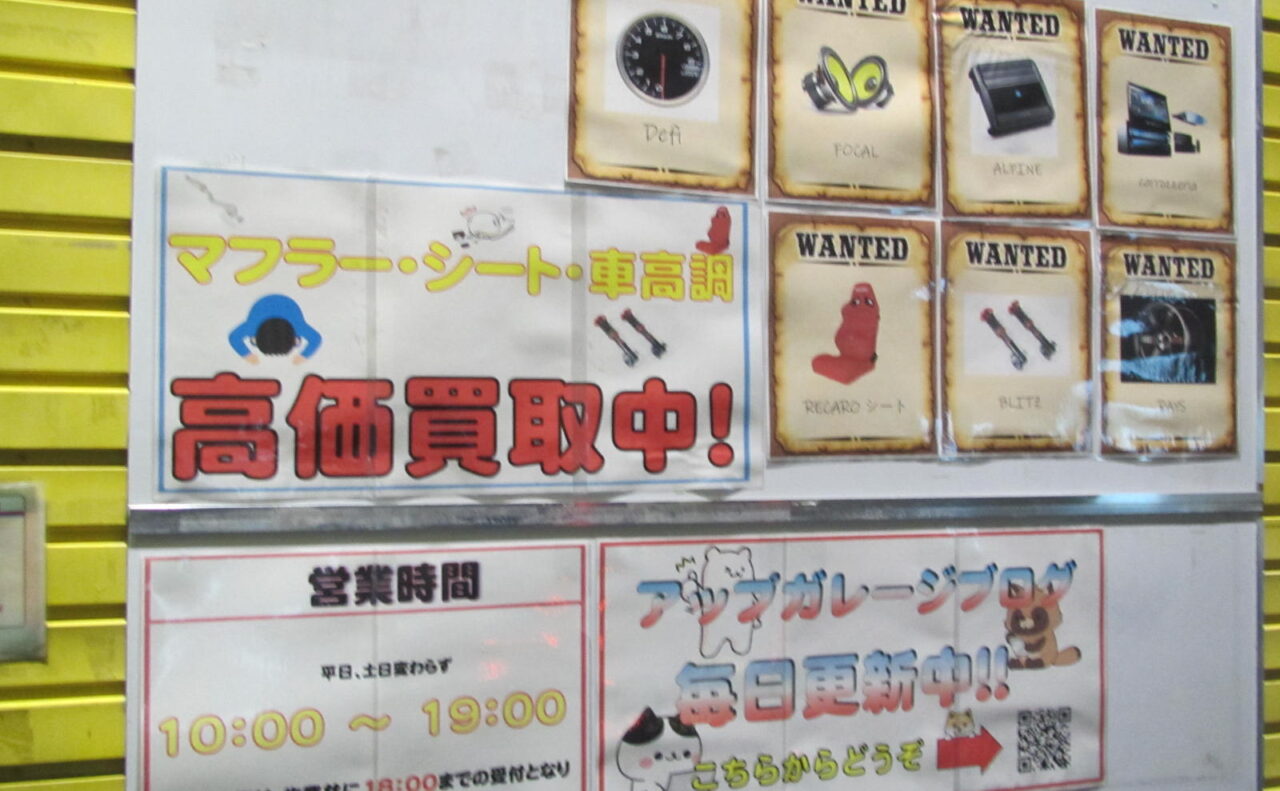 Defi
WANTED
FOCAL
WANTED
ALPINE
WANTED
carrozzeria
マフラー・シート・車高調
高価買取中!
WANTED
RECARO シート
WANTED
BLITZ
WANTED
RAYS
営業時間
平日、土日変わらず
10:00 ～ 19:00
18:00までの受付となり
アップガレージブログ
毎日更新中!!
こちらからどうぞ